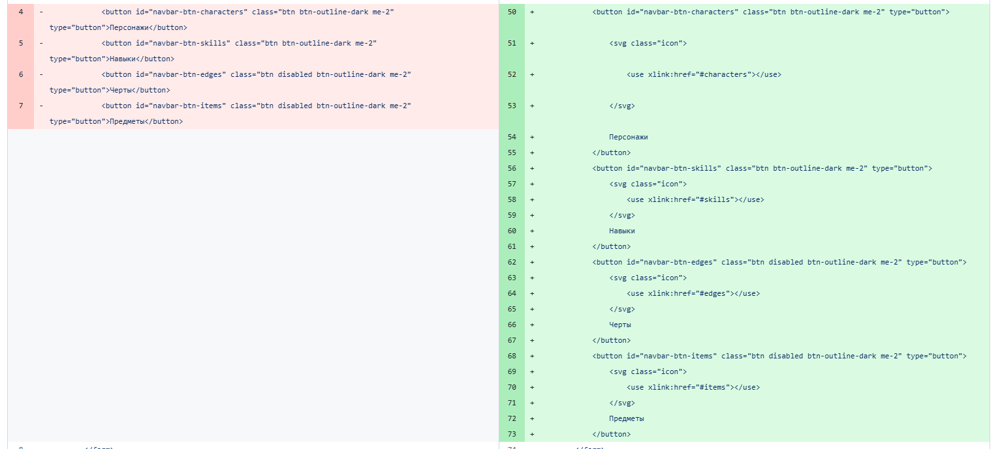 4 - <button id="navbar-btn-characters" class="btn btn-outline-dark me-2"
type="button">Персонажи</button>
5 - <button id="navbar-btn-skills" class="btn btn-outline-dark me-2"
type="button">Навыки</button>
6 - <button id="navbar-btn-edges" class="btn disabled btn-outline-dark me-2"
type="button">Черты</button>
7 - <button id="navbar-btn-items" class="btn disabled btn-outline-dark me-2"
type="button">Предметы</button>
8 </form>
50 + <button id="navbar-btn-characters" class="btn btn-outline-dark me-2" type="button">
51 + <svg class="icon">
52 + <use xlink:href="#characters"></use>
53 + </svg>
54 + Персонажи
55 + </button>
56 + <button id="navbar-btn-skills" class="btn btn-outline-dark me-2" type="button">
57 + <svg class="icon">
58 + <use xlink:href="#skills"></use>
59 + </svg>
60 + Навыки
61 + </button>
62 + <button id="navbar-btn-edges" class="btn disabled btn-outline-dark me-2" type="button">
63 + <svg class="icon">
64 + <use xlink:href="#edges"></use>
65 + </svg>
66 + Черты
67 + </button>
68 + <button id="navbar-btn-items" class="btn disabled btn-outline-dark me-2" type="button">
69 + <svg class="icon">
70 + <use xlink:href="#items"></use>
71 + </svg>
72 + Предметы
73 + </button>
74 </form>